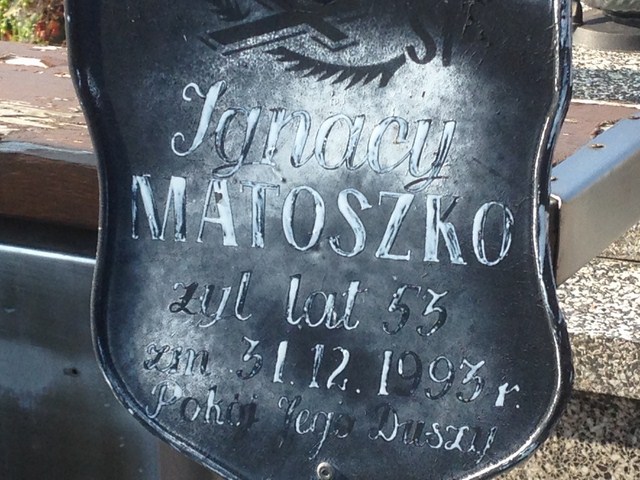 Ignacy
MATOSZKO
żył lat 53
zm. 31.12.1993 r.
Pokój Jego Duszy